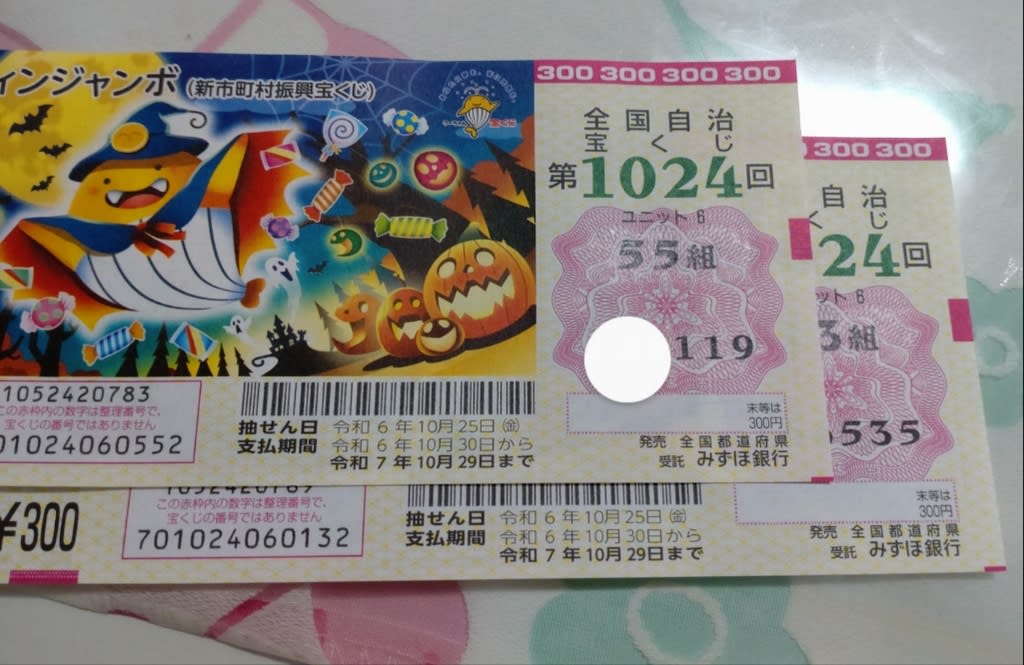 ィンジャンボ(新市町村振興宝くじ)
宝くじ
300 300 300 300
全国自治
宝くじ
第1024回
ユニット 6
55組
119
1052420783
この赤枠内の数字は整理番号で、
宝くじの番号ではありません
01024060552
抽せん日 令和 6 年10月25日(金)
支払期間 令和 6 年10月30日から
令和 7 年10月29日まで
末等は
300円
発売 全国都道府県
受託 みずほ銀行
300 300 300
自治
くじ
24回
ット 6
3組
5535
¥300
この赤枠内の数字は整理番号で、
宝くじの番号ではありません
701024060132
抽せん日 令和 6 年10月25日(金)
支払期間 令和 6 年10月30日から
令和 7 年10月29日まで
末等は
300円
発売 全国都道府県
受託 みずほ銀行